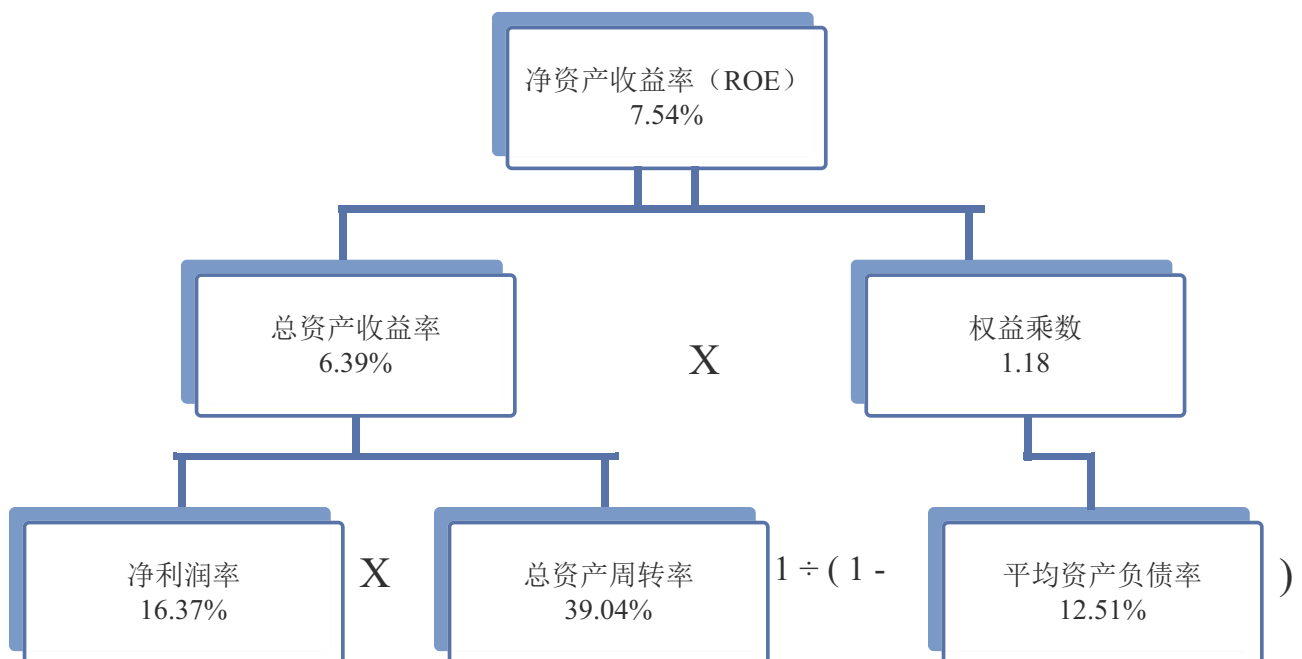 净资产收益率（ROE）
7.54%
总资产收益率
6.39%
X
权益乘数
1.18
净利润率
16.37%
X
总资产周转率
39.04%
1 ÷ ( 1 -
平均资产负债率
12.51%
)